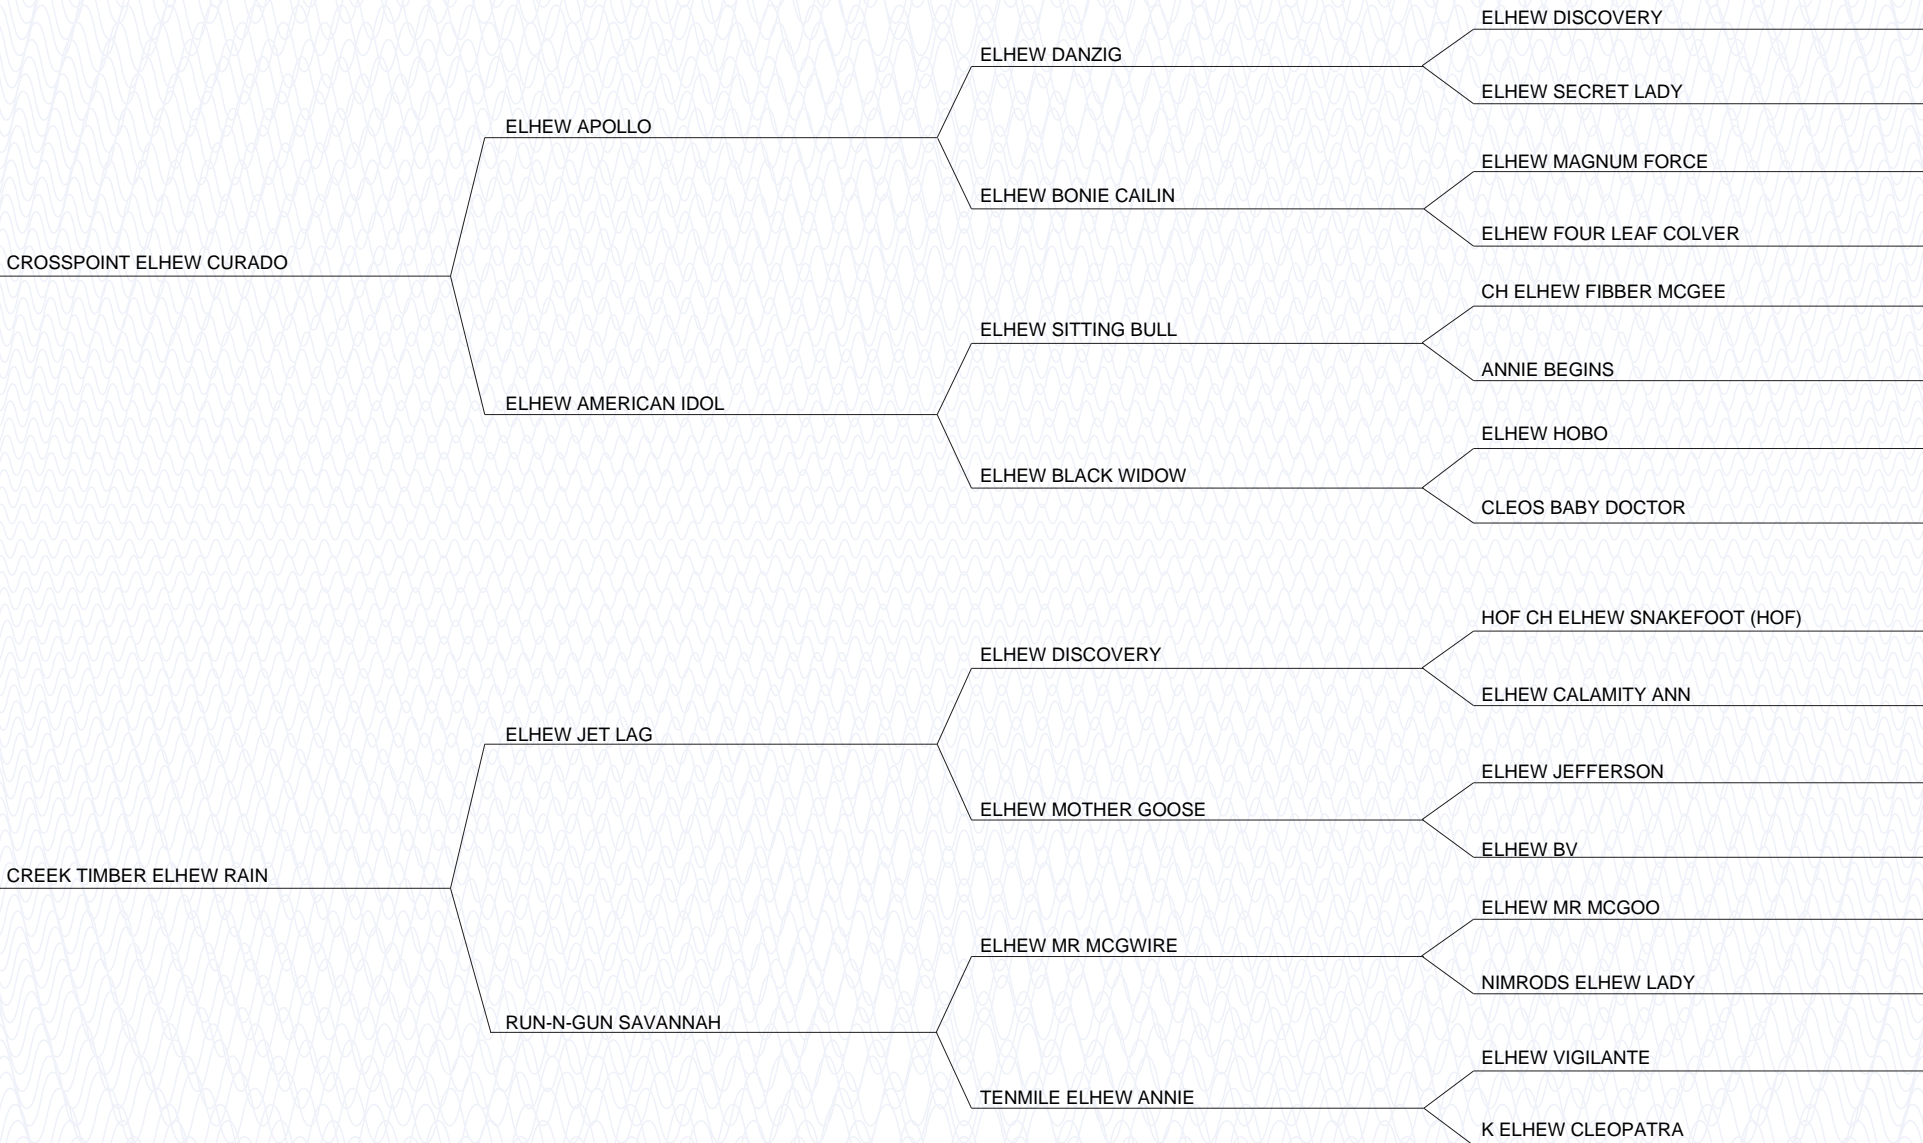 ELHEW DISCOVERY
ELHEW DANZIG
ELHEW SECRET LADY
ELHEW APOLLO
ELHEW MAGNUM FORCE
ELHEW BONIE CAILIN
ELHEW FOUR LEAF COLVER
CROSSPOINT ELHEW CURADO
CH ELHEW FIBBER MCGEE
ELHEW SITTING BULL
ANNIE BEGINS
ELHEW AMERICAN IDOL
ELHEW HOBO
ELHEW BLACK WIDOW
CLEOS BABY DOCTOR
HOF CH ELHEW SNAKEFOOT (HOF)
ELHEW DISCOVERY
ELHEW CALAMITY ANN
ELHEW JET LAG
ELHEW JEFFERSON
ELHEW MOTHER GOOSE
ELHEW BV
CREEK TIMBER ELHEW RAIN
ELHEW MR MCGOO
ELHEW MR MCGWIRE
NIMRODS ELHEW LADY
RUN-N-GUN SAVANNAH
ELHEW VIGILANTE
TENMILE ELHEW ANNIE
K ELHEW CLEOPATRA